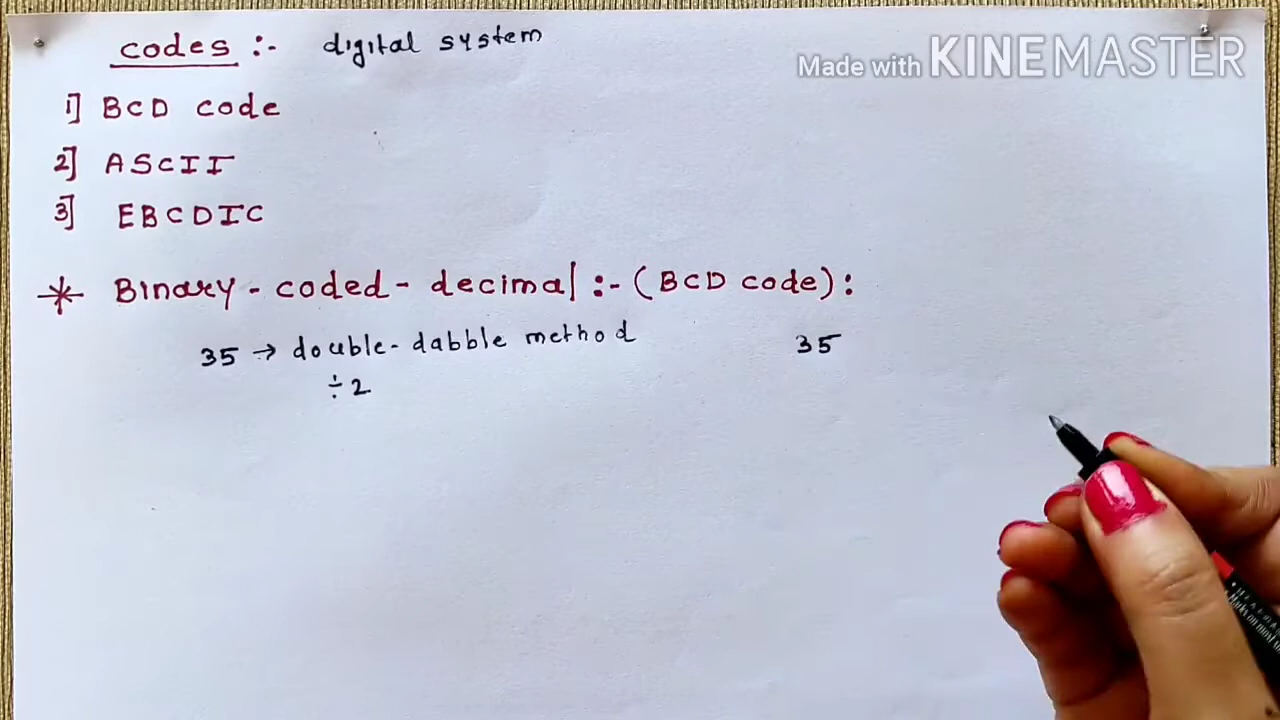 codes :- digital system
Made with KINEMASTER
1] BCD code
2] ASCII
3] EBCDIC
* Binary-coded-decimal :- (BCD code):
35 → double-dabble method 35
÷2